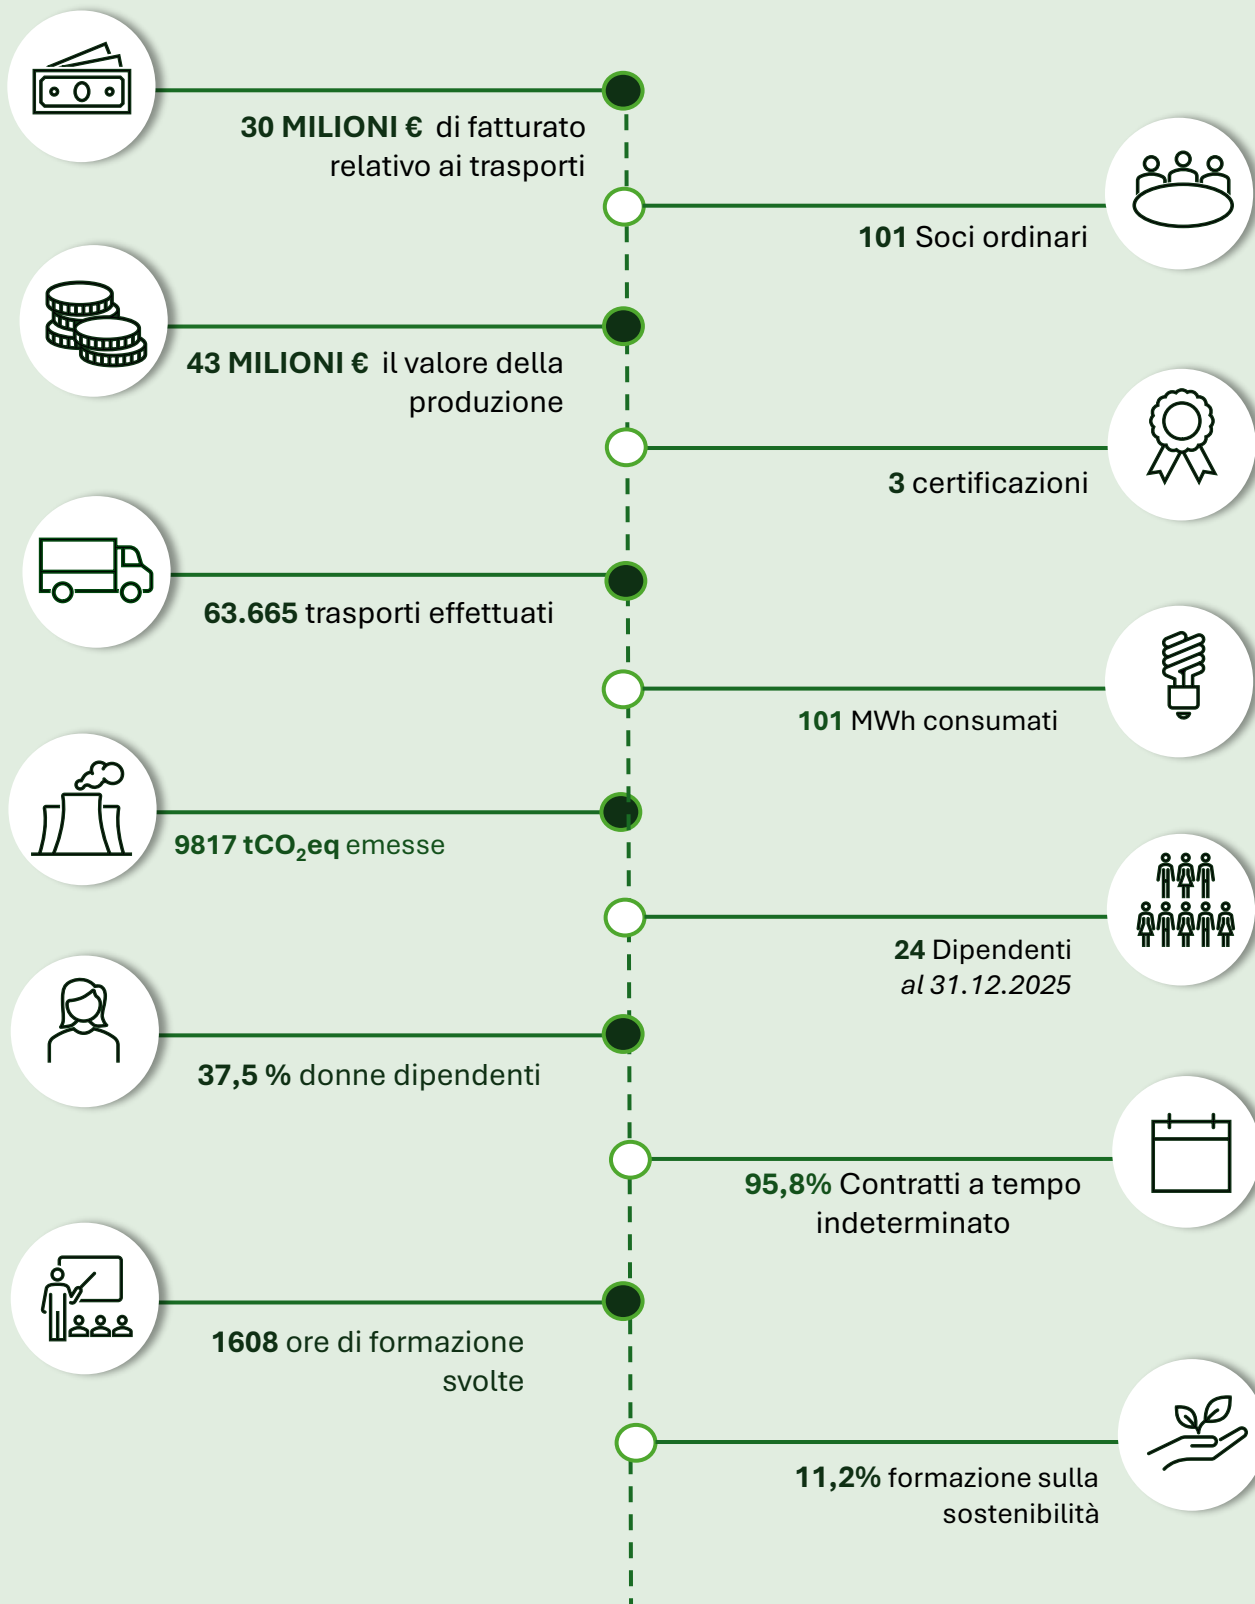 30 MILIONI € di fatturato
relativo ai trasporti
101 Soci ordinari
43 MILIONI € il valore della
produzione
3 certificazioni
63.665 trasporti effettuati
101 MWh consumati
9817 tCO₂eq emesse
24 Dipendenti
al 31.12.2025
37,5 % donne dipendenti
95,8% Contratti a tempo
indeterminato
1608 ore di formazione
svolte
11,2% formazione sulla
sostenibilità